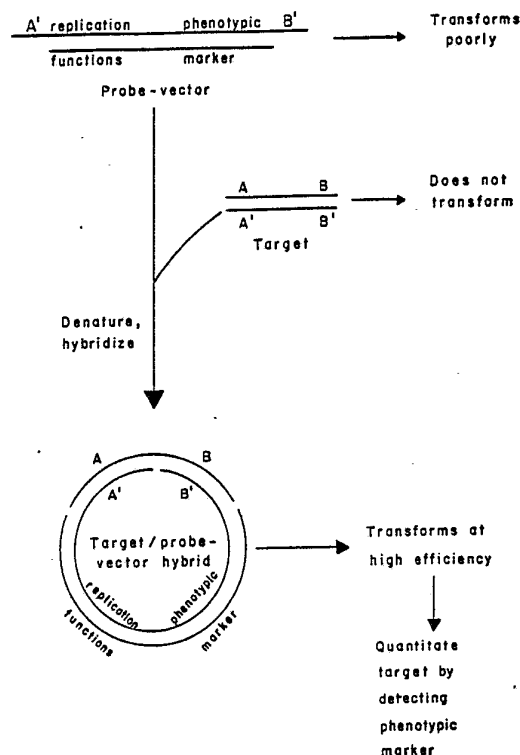 A' replication phenotypic B'
functions marker
Probe-vector
Transforms
poorly
A B
A' B'
Target
Does not
transform
Denature,
hybridize
A B
A' B'
Target/probe-
vector hybrid
replication phenotypic
functions marker
Transforms at
high efficiency
Quantitate
target by
detecting
phenotypic
marker